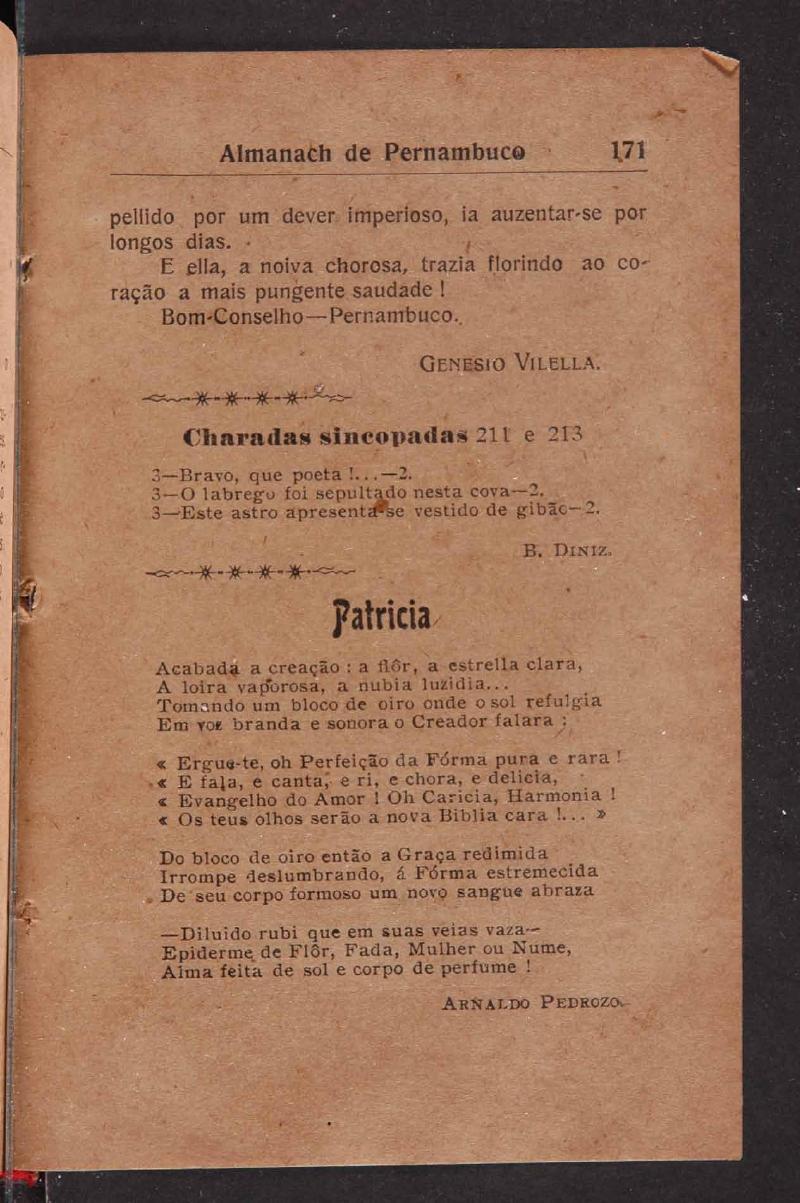 Almanach de Pernambuco 171
pellido por um dever imperioso, ia auzentar-se por
longos dias.
E ella, a noiva chorosa, trazia florindo ao co-
ração a mais pungente saudade !
Bom-Conselho—Pernambuco.
GENESIO VILELLA.
Charadas sincopadas 211 e 213
3—Bravo, que poeta !...—2.
3—O labrego foi sepultado nesta cova—2.
3—Este astro apresenta-se vestido de gibão—2.
B. DINIZ.
Patricia
Acabada a creação : a flôr, a estrella clara,
A loira vaporosa, a nubia luzidia...
Tomando um bloco de oiro onde o sol refulgia
Em voz branda e sonora o Creador falara :
« Ergue-te, oh Perfeição da Fórma pura e rara !
« E fala, e canta, e ri, e chora, e delicia,
« Evangelho do Amor ! Oh Caricia, Harmonia !
« Os teus olhos serão a nova Biblia cara !... »
Do bloco de oiro então a Graça redimida
Irrompe deslumbrando, á Fórma estremecida
De seu corpo formoso um novo sangue abraza
—Diluido rubi que em suas veias vaza—
Epiderme de Flôr, Fada, Mulher ou Nume,
Alma feita de sol e corpo de perfume !
ARNALDO PEDROZO.